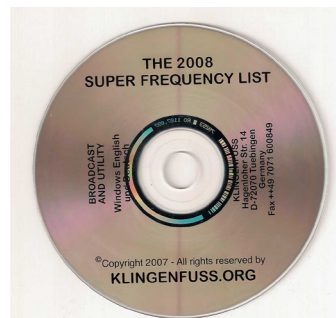 THE 2008
SUPER FREQUENCY LIST
BROADCAST
AND UTILITY
Windows English
und Deutsch
KLINGENFUSS
Hagenloher Str. 14
D-72070 Tuebingen
Germany
Fax ++49 7071 600849
©Copyright 2007 - All rights reserved by
KLINGENFUSS.ORG